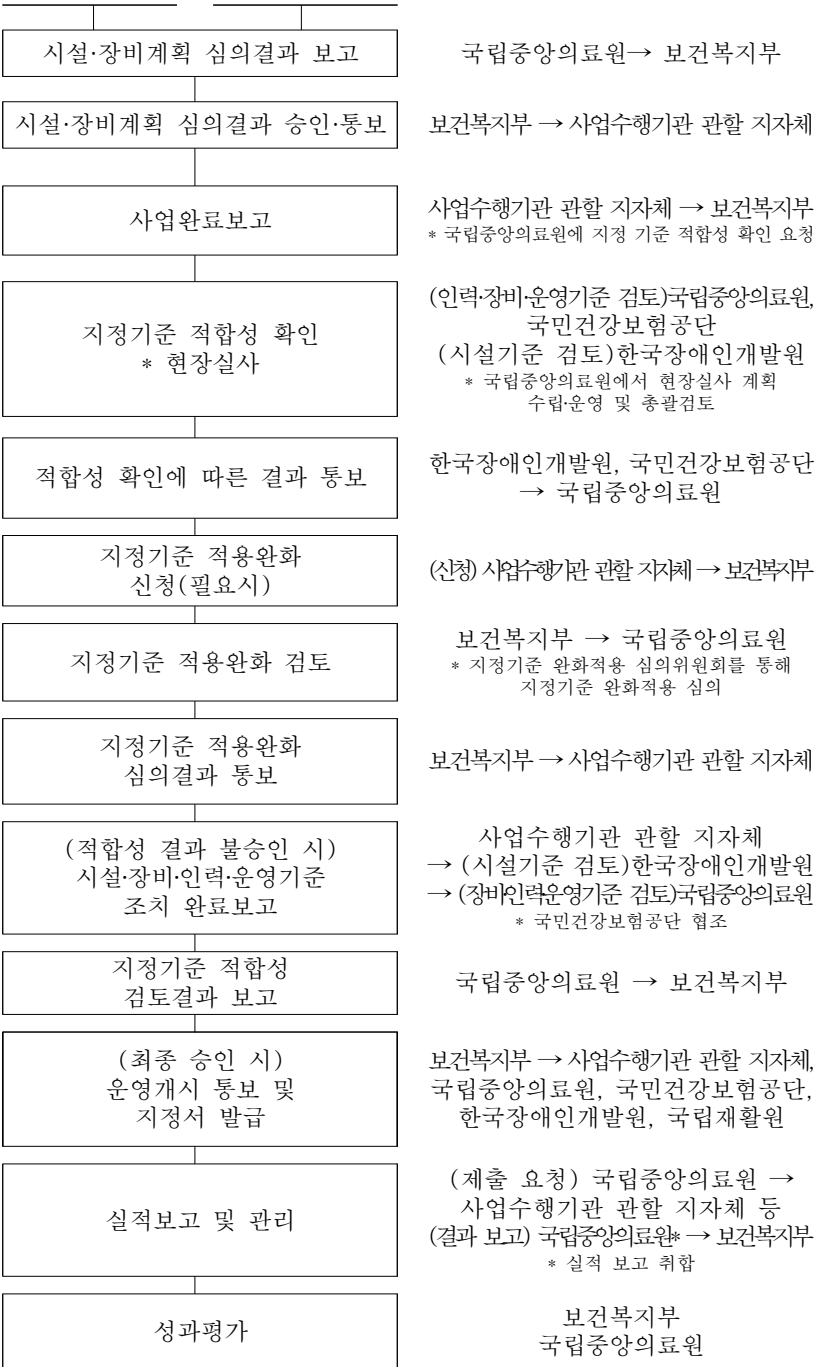 시설·장비계획 심의결과 보고
국립중앙의료원→ 보건복지부
시설·장비계획 심의결과 승인·통보
보건복지부 → 사업수행기관 관할 지자체
사업완료보고
사업수행기관 관할 지자체 → 보건복지부
* 국립중앙의료원에 지정 기준 적합성 확인 요청
지정기준 적합성 확인
* 현장실사
(인력·장비·운영기준 검토)국립중앙의료원,
국민건강보험공단
(시설기준 검토)한국장애인개발원
* 국립중앙의료원에서 현장실사 계획
수립·운영 및 총괄검토
적합성 확인에 따른 결과 통보
한국장애인개발원, 국민건강보험공단
→ 국립중앙의료원
지정기준 적용완화
신청(필요시)
(신청) 사업수행기관 관할 지자체 → 보건복지부
지정기준 적용완화 검토
보건복지부 → 국립중앙의료원
* 지정기준 완화적용 심의위원회를 통해
지정기준 완화적용 심의
지정기준 적용완화
심의결과 통보
보건복지부 → 사업수행기관 관할 지자체
(적합성 결과 불승인 시)
시설·장비·인력·운영기준
조치 완료보고
사업수행기관 관할 지자체
→ (시설기준 검토)한국장애인개발원
→ (장비·인력·운영기준 검토)국립중앙의료원
* 국민건강보험공단 협조
지정기준 적합성
검토결과 보고
국립중앙의료원 → 보건복지부
(최종 승인 시)
운영개시 통보 및
지정서 발급
보건복지부 → 사업수행기관 관할 지자체,
국립중앙의료원, 국민건강보험공단,
한국장애인개발원, 국립재활원
실적보고 및 관리
(제출 요청) 국립중앙의료원 →
사업수행기관 관할 지자체 등
(결과 보고) 국립중앙의료원* → 보건복지부
* 실적 보고 취합
성과평가
보건복지부
국립중앙의료원